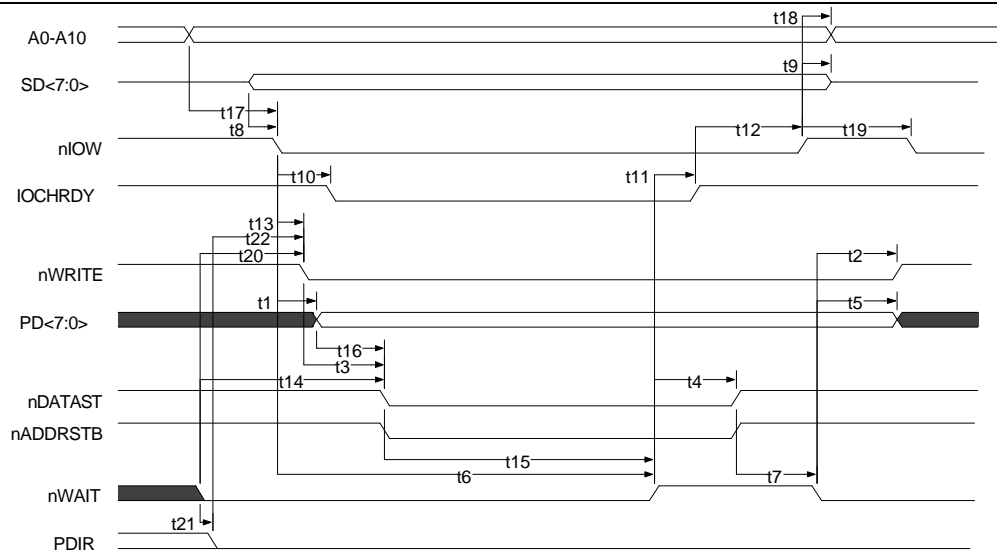 t18
A0-A10
t9
SD<7:0>
t17
t8 t12 t19
nIOW
t10 t11
IOCHRDY
t13
t22
t20 t2
nWRITE
t1 t5
PD<7:0>
t16
t3
t14 t4
nDATAST
nADDRSTB
t15
t6 t7
nWAIT
t21
PDIR